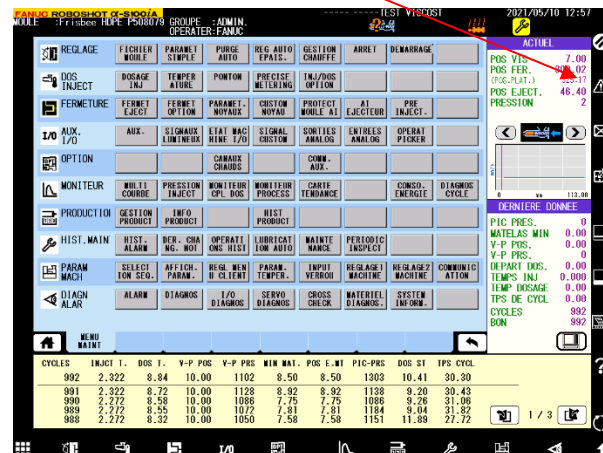 FANUC ROBOSHOT α-S100iA TEST VISCOST 2021/05/10 12:57
MOULE :Frisbee HDPE P508079 GROUPE :ADMIN.
OPERATER:FANUC
REGLAGE FICHIER MOULE PARAMET SIMPLE PURGE AUTO REG AUTO EPAIS. GESTION CHAUFFE ARRET DEMARRAGE
DOS INJECT DOSAGE INJ TEMPER ATURE PONTON PRECISE METERING INJ/DOS OPTION
FERMETURE FERMET EJECT FERMET OPTION PARAMET. NOYAUX CUSTOM NOYAU PROTECT MOULE AI AI EJECTEUR PRE INJECT.
I/O AUX. I/O AUX. SIGNAUX LUMINEUX ETAT MAC HINE I/O SIGNAL CUSTOM SORTIES ANALOG ENTREES ANALOG OPERAT PICKER
OPTION CANAUX CHAUDS COMM. AUX.
MONITEUR MULTI COURBE PRESSION INJECT MONITEUR CPL DOS MONITEUR PROCESS CARTE TENDANCE CONSO. ENERGIE DIAGNOS CYCLE
PRODUCTIOI GESTION PRODUCT INFO PRODUCT HIST PRODUCT
HIST.MAIN HIST. ALARM DER. CHA NG. MOT OPERATI ONS HIST LUBRICAT ION AUTO MAINTE NANCE PERIODIC INSPECT
PARAM MACH SELECT ION SEQ. AFFICH. PARAM. REGL MEN U CLIENT PARAM. TEMPER. INPUT VERROU REGLAGE1 MACHINE REGLAGE2 MACHINE COMMUNIC ATION
DIAGN ALAR ALARM DIAGNOS I/O DIAGNOS SERVO DIAGNOS CROSS CHECK MATERIEL DIAGNOS. SYSTEM INFORM.
MENU MAINT
ACTUEL
POS VIS 7.00
POS FER.
(POS.PLAT.)
POS EJECT. 46.40
PRESSION 2
mm/s
0 mm 113.00
DERNIERE DONNEE
PIC PRES. 0
MATELAS MIN 0.00
V-P POS. 0.00
V-P PRS. 0
DEPART DOS. 0.00
TEMPS INJ 0.000
TEMP DOSAGE 0.00
TPS DE CYCL 0.00
CYCLES 992
BON 992
CYCLES INJCT T. DOS T. V-P POS V-P PRS MIN MAT. POS E.MT PIC-PRS DOS ST TPS CYCL
992 2.322 8.84 10.00 1102 8.50 8.50 1303 10.41 30.30
991 2.322 8.72 10.00 1128 8.92 8.92 1138 9.20 30.43
990 2.272 8.58 10.00 1086 7.75 7.75 1086 9.26 31.06
989 2.272 8.55 10.00 1072 7.81 7.81 1184 9.04 31.82
988 2.272 8.32 10.00 1050 7.58 7.58 1151 11.89 27.72
1 / 3
I/O